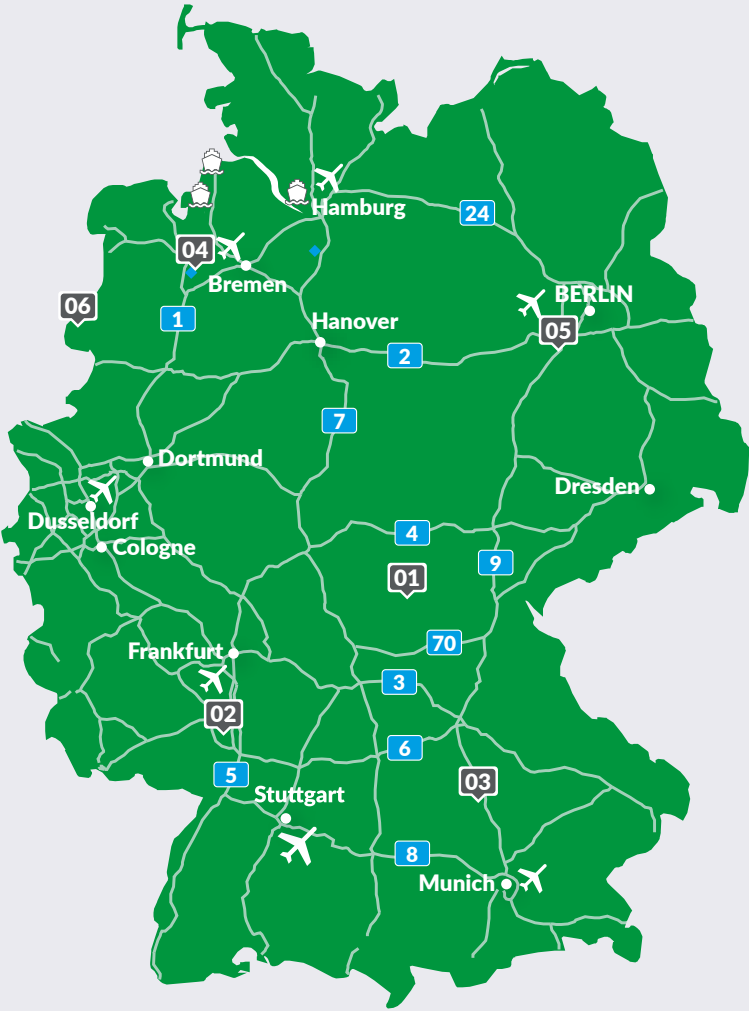 Hamburg
24
04
Bremen
BERLIN
06
1
Hanover
05
2
7
Dortmund
Dresden
Dusseldorf
4
Cologne
9
01
70
Frankfurt
3
02
6
5
03
Stuttgart
8
Munich